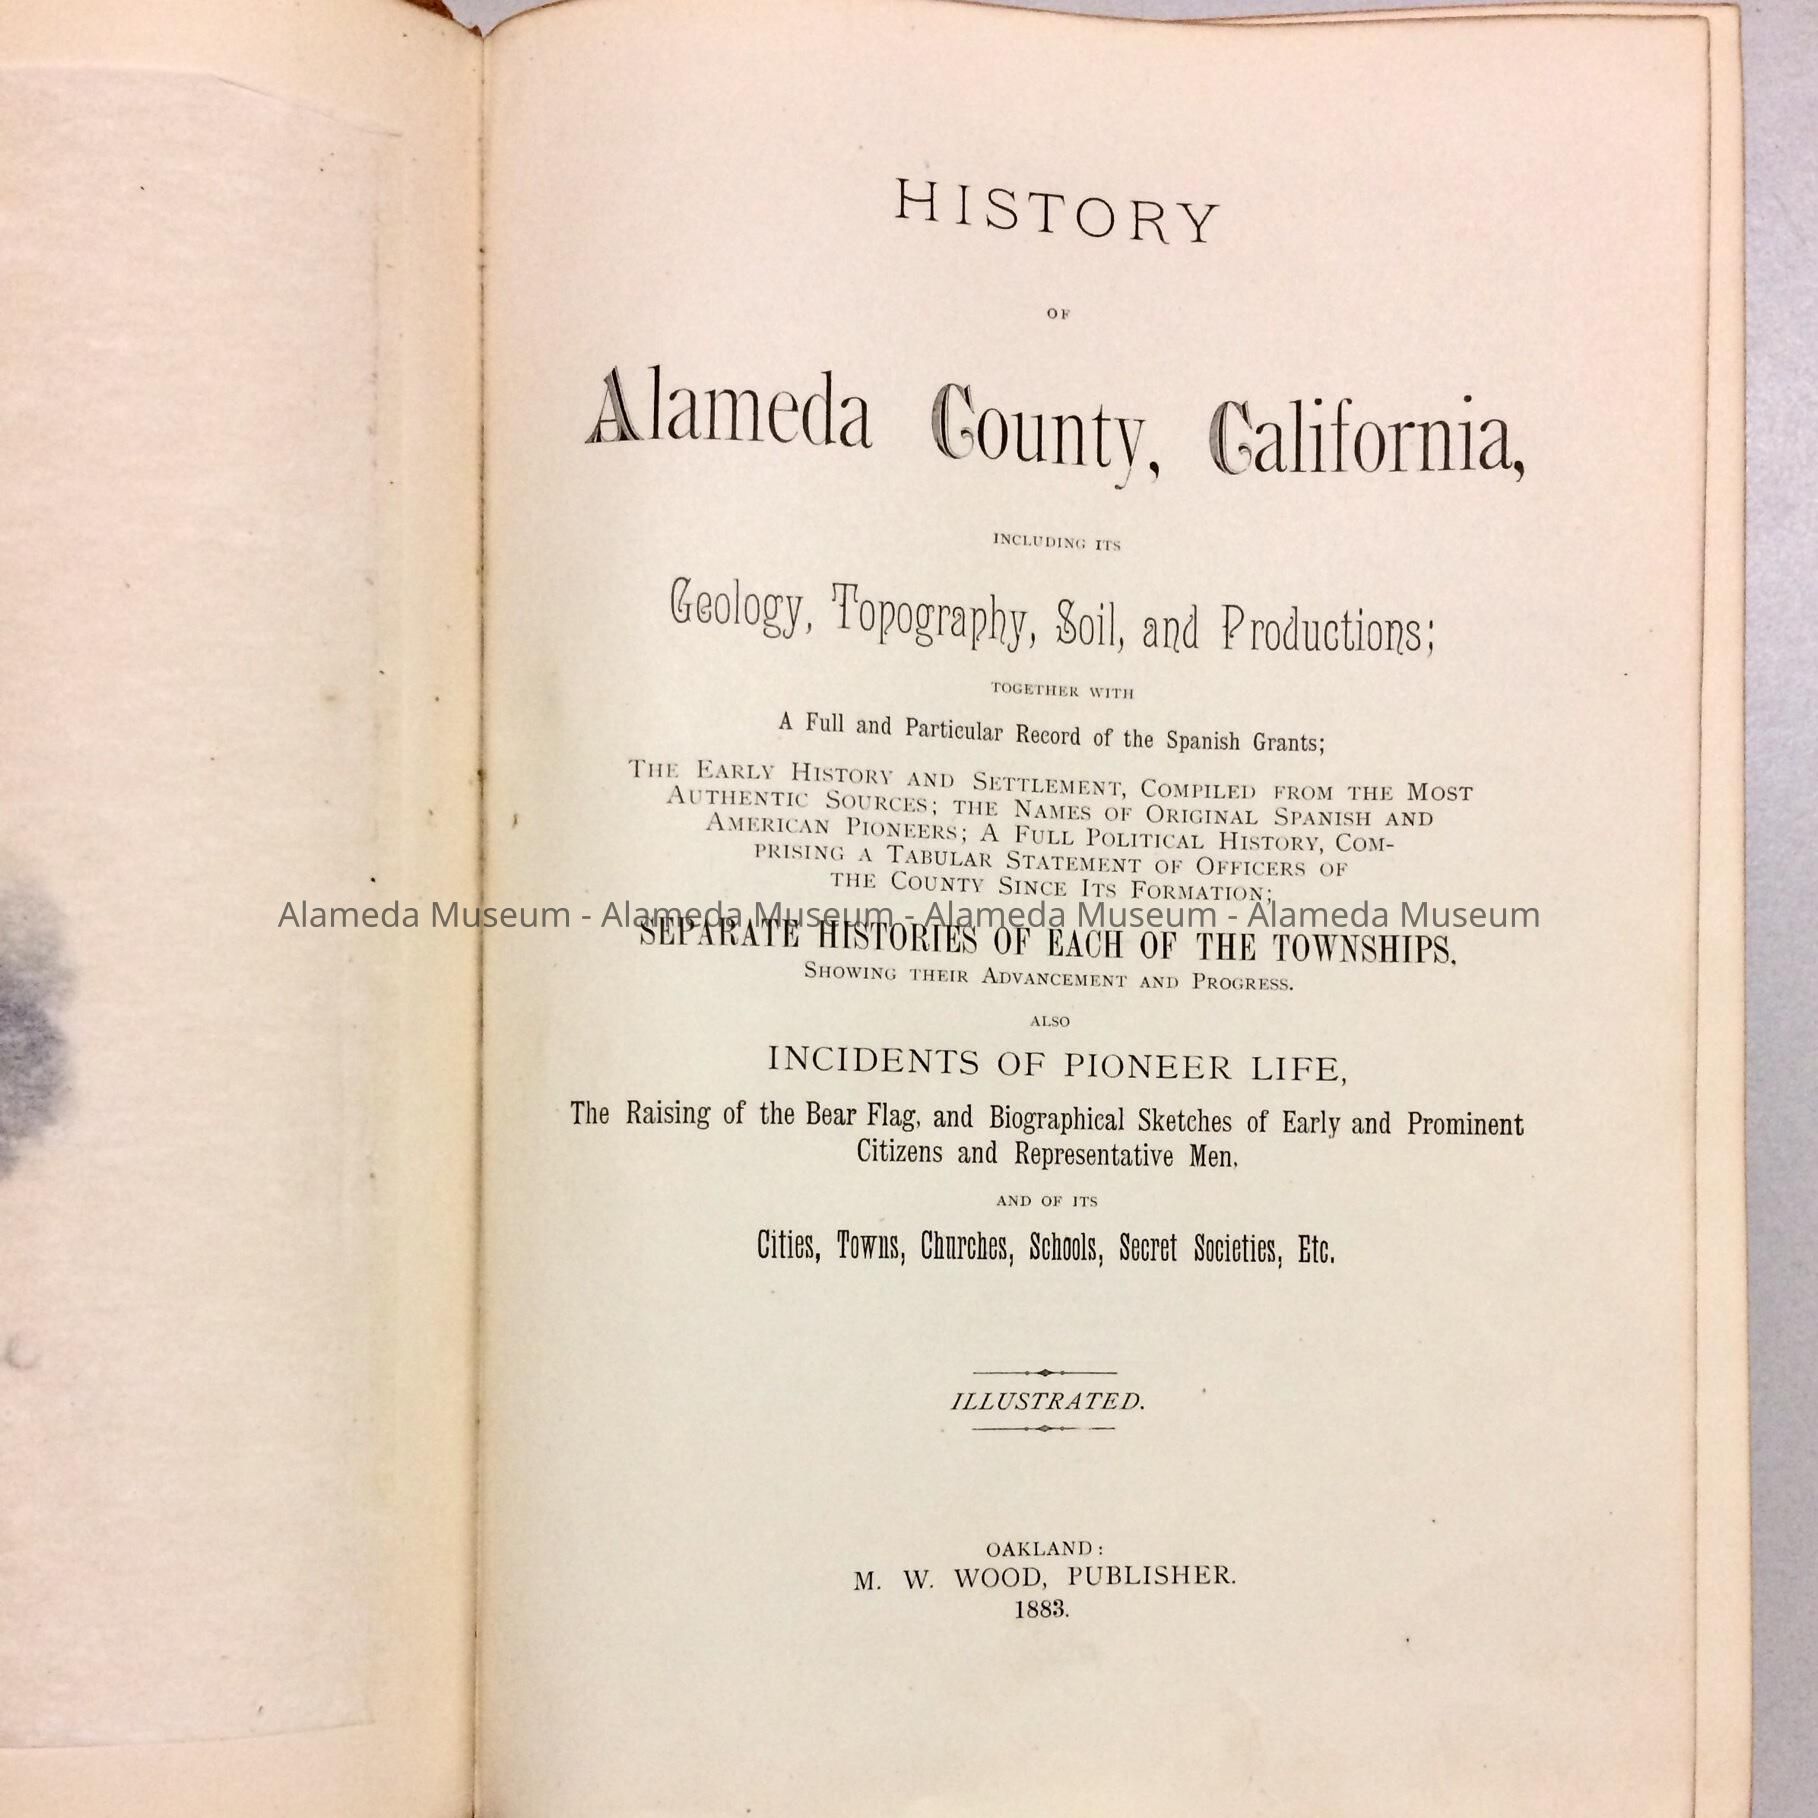 HISTORY
OF
Alameda County, California,
INCLUDING ITS
Geology, Topography, Soil, and Productions;
TOGETHER WITH
A Full and Particular Record of the Spanish Grants;
THE EARLY HISTORY AND SETTLEMENT, COMPILED FROM THE MOST
AUTHENTIC SOURCES; THE NAMES OF ORIGINAL SPANISH AND
AMERICAN PIONEERS; A FULL POLITICAL HISTORY, COM-
PRISING A TABULAR STATEMENT OF OFFICERS OF
THE COUNTY SINCE ITS FORMATION;
Alameda Museum - Alameda Museum - Alameda Museum - Alameda Museum
SEPARATE HISTORIES OF EACH OF THE TOWNSHIPS,
SHOWING THEIR ADVANCEMENT AND PROGRESS.
ALSO
INCIDENTS OF PIONEER LIFE,
The Raising of the Bear Flag, and Biographical Sketches of Early and Prominent
Citizens and Representative Men,
AND OF ITS
Cities, Towns, Churches, Schools, Secret Societies, Etc.
ILLUSTRATED.
OAKLAND:
M. W. WOOD, PUBLISHER.
1883.